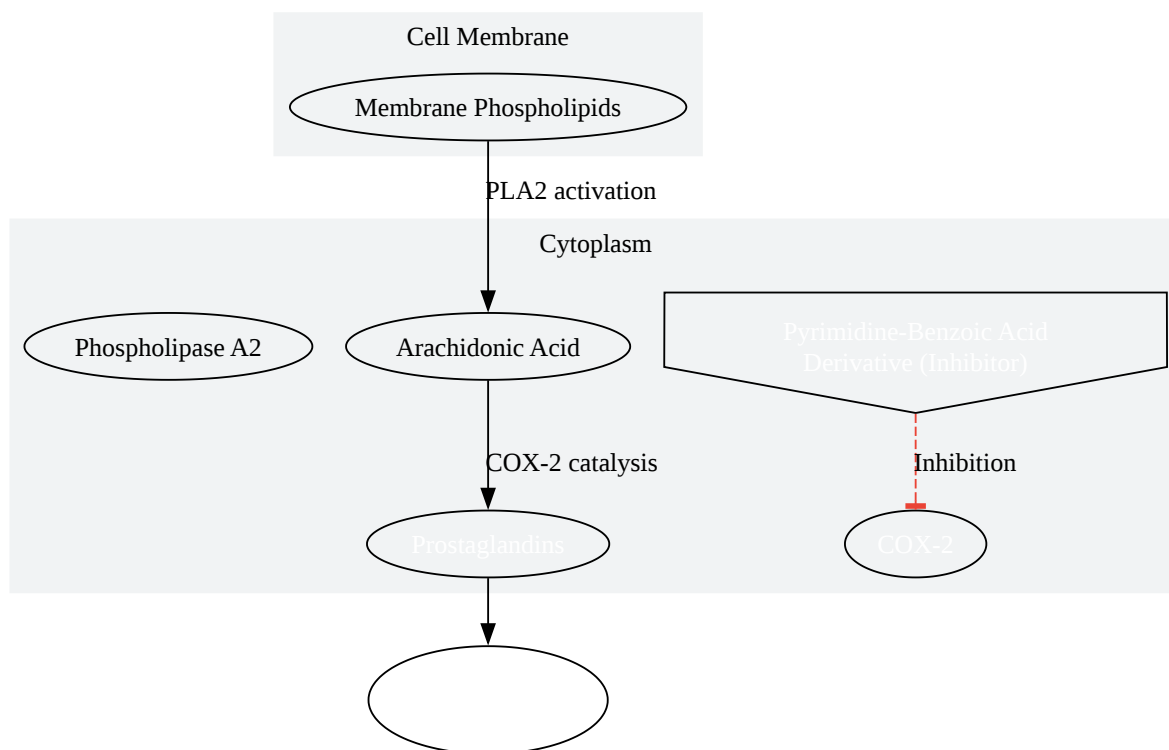 Cell Membrane
Membrane Phospholipids
PLA2 activation
Cytoplasm
Phospholipase A2
Arachidonic Acid
Pyrimidine-Benzoic Acid
Derivative (Inhibitor)
COX-2 catalysis
Inhibition
Prostaglandins
COX-2